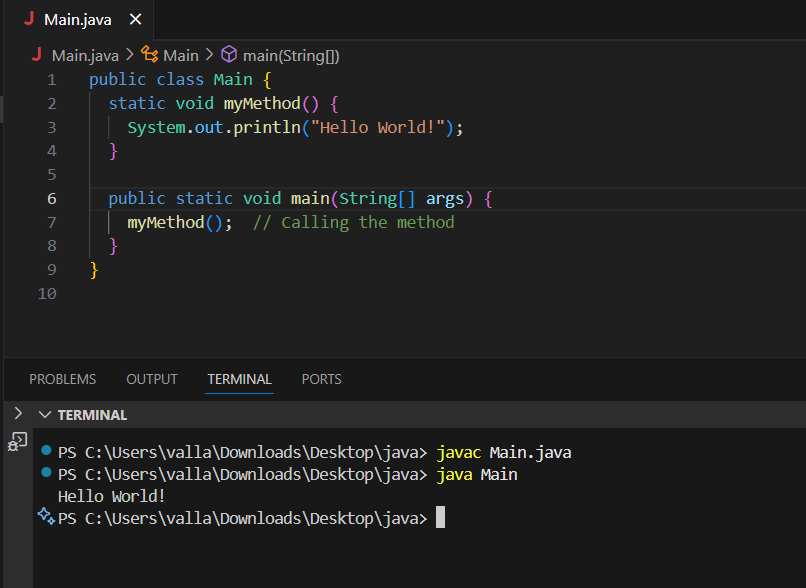 J Main.java ×
J Main.java > Main > main(String[])
1 public class Main {
2   static void myMethod() {
3     System.out.println("Hello World!");
4   }
5
6   public static void main(String[] args) {
7     myMethod();  // Calling the method
8   }
9 }
10
PROBLEMS OUTPUT TERMINAL PORTS
TERMINAL
PS C:\Users\valla\Downloads\Desktop\java> javac Main.java
PS C:\Users\valla\Downloads\Desktop\java> java Main
Hello World!
PS C:\Users\valla\Downloads\Desktop\java>